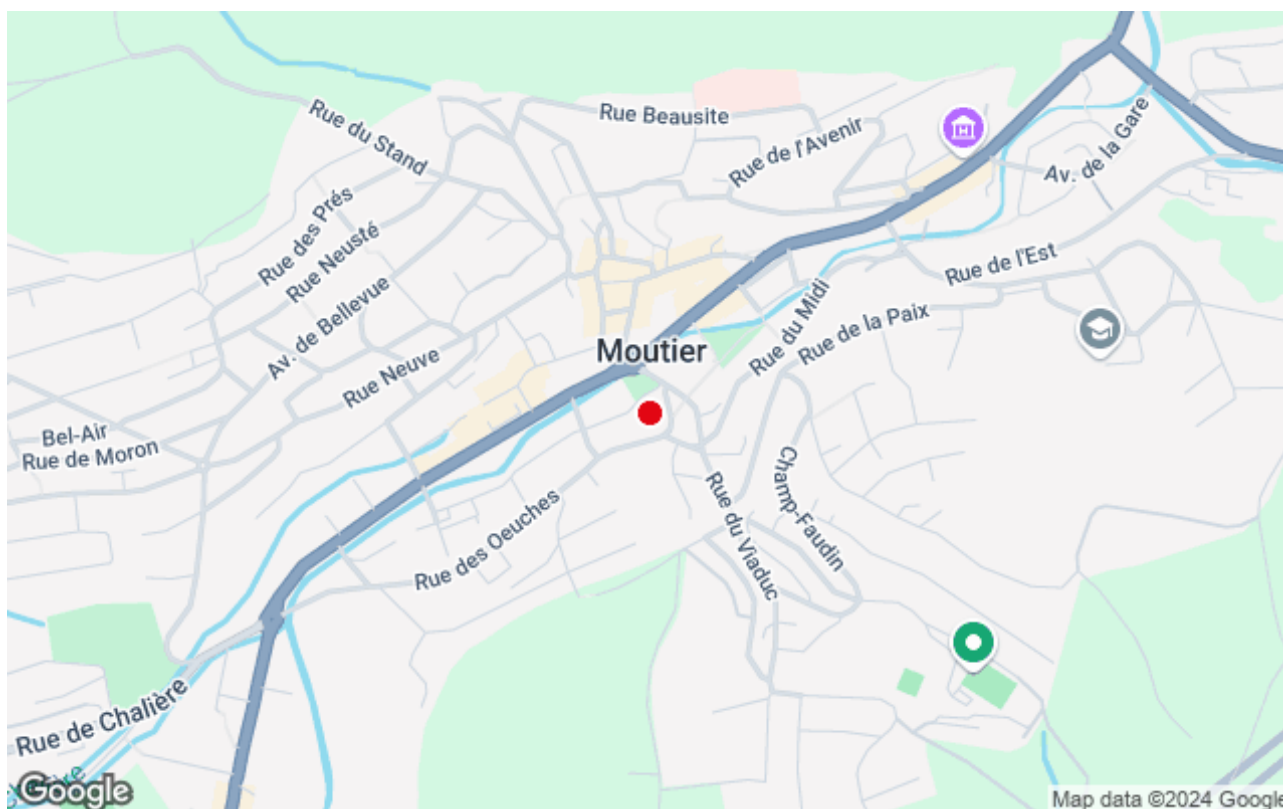 Rue Beausite
Rue du Stand
Rue de l'Avenir
Av. de la Gare
Rue des Prés
Rue Neusté
Rue de l'Est
Av. de Bellevue
Rue du Midi
Rue de la Paix
Moutier
Rue Neuve
Bel-Air
Rue de Moron
Champ-Faudin
Rue du Viaduc
Rue des Oeuches
Rue de Chalière
Google
Map data ©2024 Google